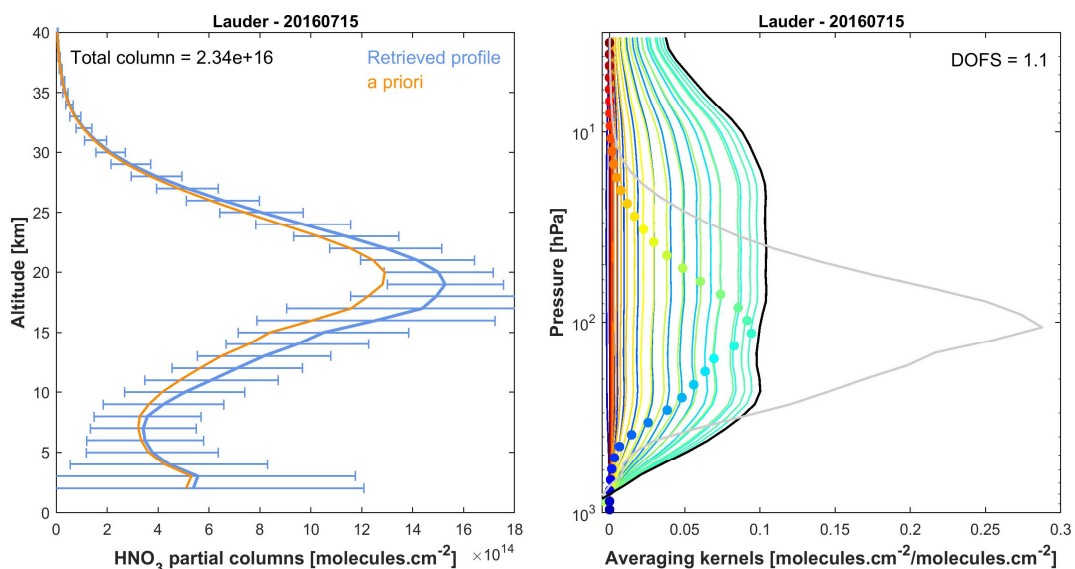 Lauder - 20160715
Total column = 2.34e+16
Retrieved profile
a priori
Altitude [km]
40
35
30
25
20
15
10
5
0
0 2 4 6 8 10 12 14 16 18
×10¹⁴
HNO₃ partial columns [molecules.cm⁻²]
Lauder - 20160715
DOFS = 1.1
Pressure [hPa]
10¹
10²
10³
0 0.05 0.1 0.15 0.2 0.25 0.3
Averaging kernels [molecules.cm⁻²/molecules.cm⁻²]